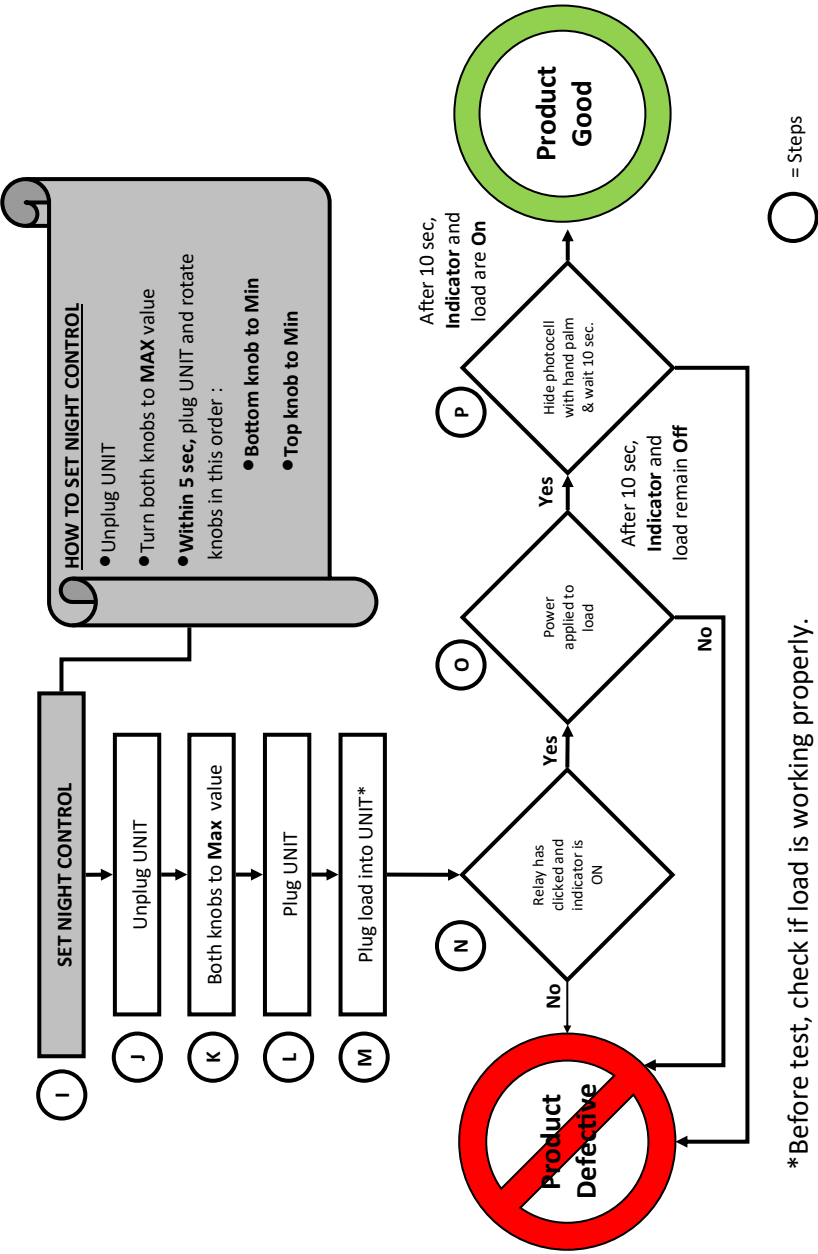 I
SET NIGHT CONTROL
HOW TO SET NIGHT CONTROL
●Unplug UNIT
●Turn both knobs to MAX value
●Within 5 sec, plug UNIT and rotate
knobs in this order :
●Bottom knob to Min
●Top knob to Min
J
Unplug UNIT
K
Both knobs to Max value
L
Plug UNIT
M
Plug load into UNIT*
N
Relay has
clicked and
indicator is
ON
No
Yes
Product
Defective
O
Power
applied to
load
No
Yes
P
Hide photocell
with hand palm
& wait 10 sec.
After 10 sec,
Indicator and
load are On
After 10 sec,
Indicator and
load remain Off
Product
Good
= Steps
*Before test, check if load is working properly.